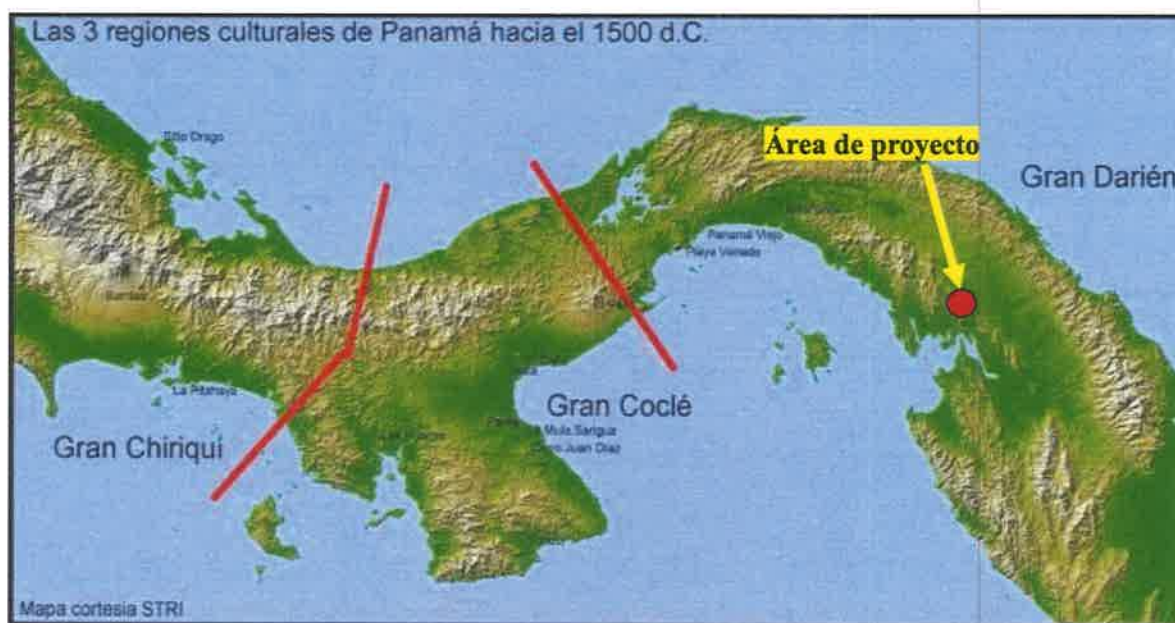 Las 3 regiones culturales de Panamá hacia el 1500 d.C.
Sitio Drago
Área de proyecto
Gran Darién
Panamá Viejo
Playa Venado
La Pitahaya
Gran Coclé
Mula Sarigua
Cerro Juan Díaz
Gran Chiriquí
Mapa cortesia STRI